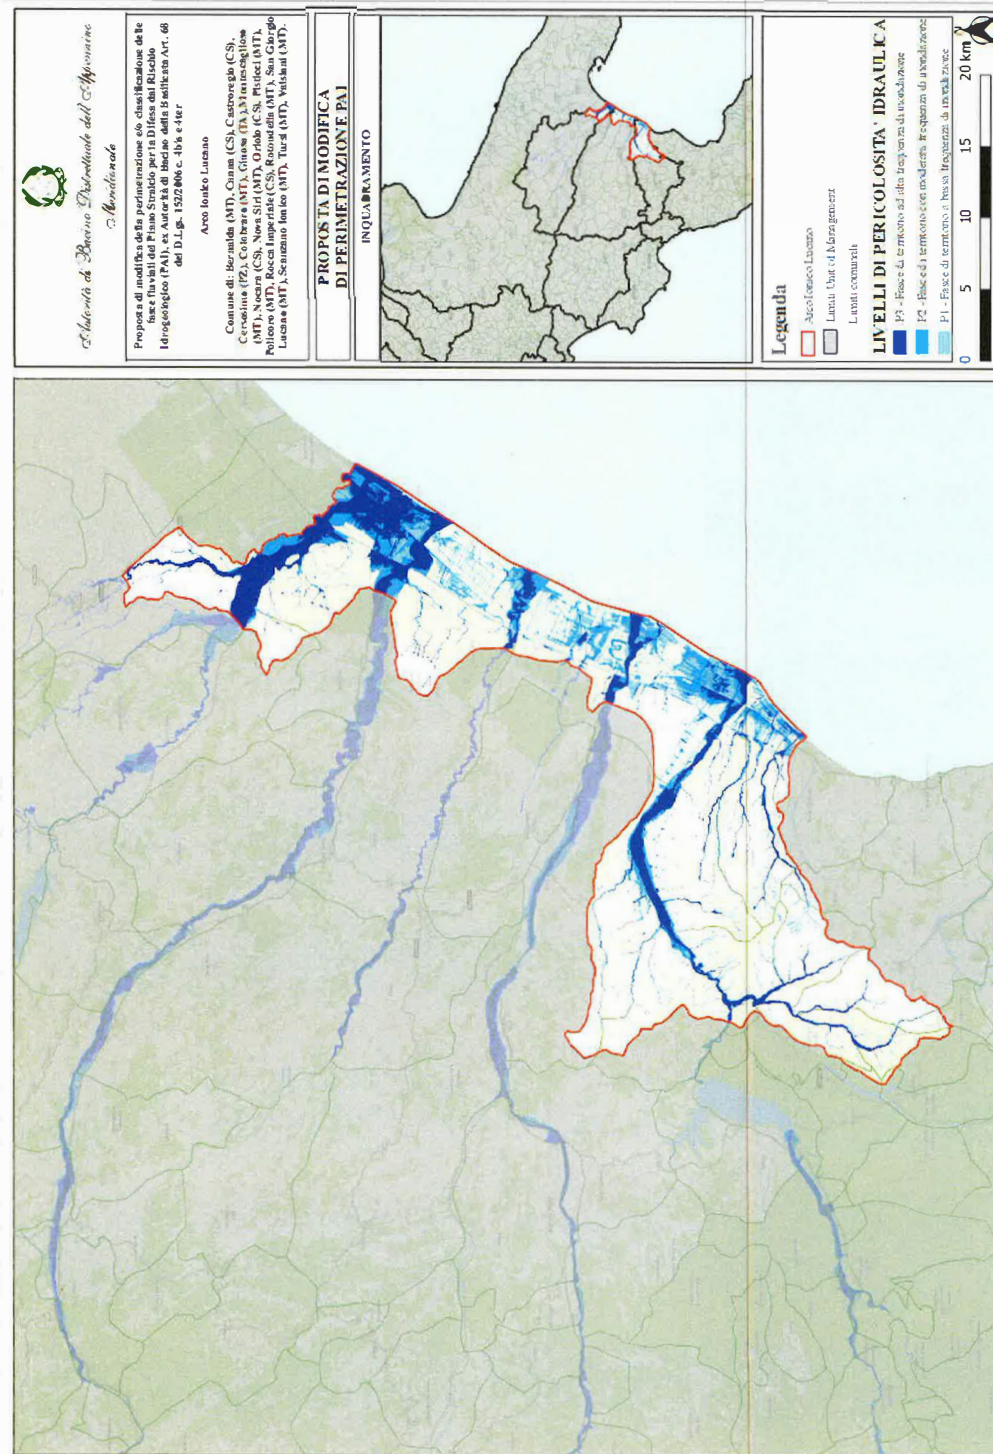 Autorità di Bacino Distrettuale dell'Appennino
Meridionale
Proposta di modifica della perimetrazione e/o classificazione delle
fasce fluviali del Piano Stralcio per la Difesa dal Rischio
Idrogeologico (PAI), ex Autorità di Bacino della Basilicata Art. 68
del D.Lgs. 152/2006 c. 4bis e 4ter
Arco Ionico Lucano
Comune di: Bernalda (MT), Canna (CS), Castroregio (CS),
Cersosimo (PZ), Colobraro (MT), Ginosa (TA), Montescaglioso
(MT), Nocara (CS), Nova Siri (MT), Oriolo (CS), Pisticci (MT),
Policoro (MT), Rocca Imperiale (CS), Rotondella (MT), San Giorgio
Lucano (MT), Scanzano Ionico (MT), Tursi (MT), Valsinni (MT).
PROPOSTA DI MODIFICA
DI PERIMETRAZIONE PAI
INQUADRAMENTO
Legenda
Arco Ionico Lucano
Limiti Unit of Management
Limiti comunali
LIVELLI DI PERICOLOSITA' IDRAULICA
P3 - Fasce di territorio ad alta frequenza di inondazione
P2 - Fasce di territorio con moderata frequenza di inondazione
P1 - Fasce di territorio a bassa frequenza di inondazione
0 5 10 15 20 km